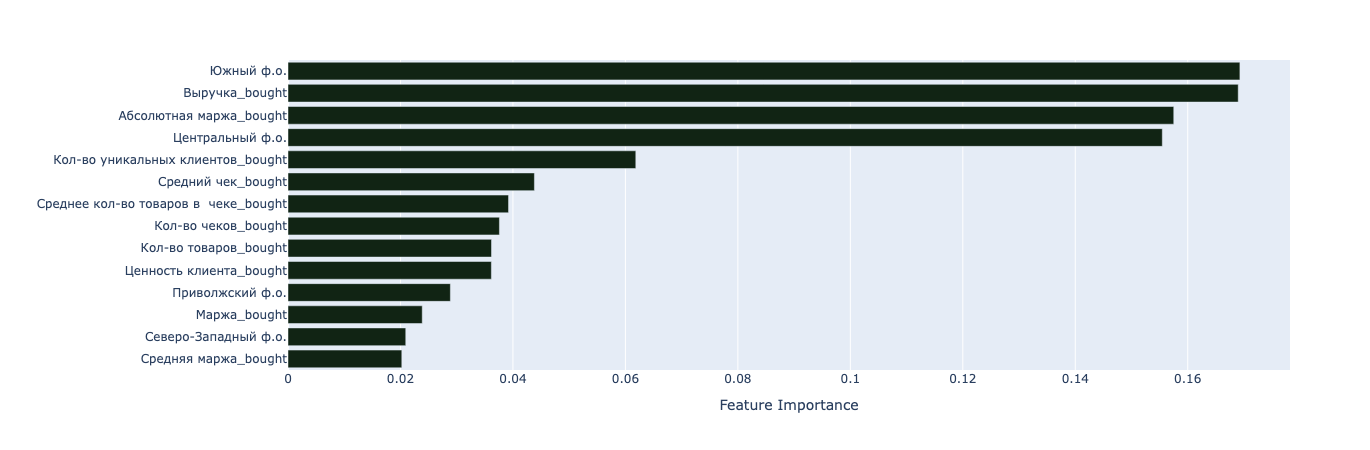 Южный ф.о.
Выручка_bought
Абсолютная маржа_bought
Центральный ф.о.
Кол-во уникальных клиентов_bought
Средний чек_bought
Среднее кол-во товаров в  чеке_bought
Кол-во чеков_bought
Кол-во товаров_bought
Ценность клиента_bought
Приволжский ф.о.
Маржа_bought
Северо-Западный ф.о.
Средняя маржа_bought
0 0.02 0.04 0.06 0.08 0.1 0.12 0.14 0.16
Feature Importance